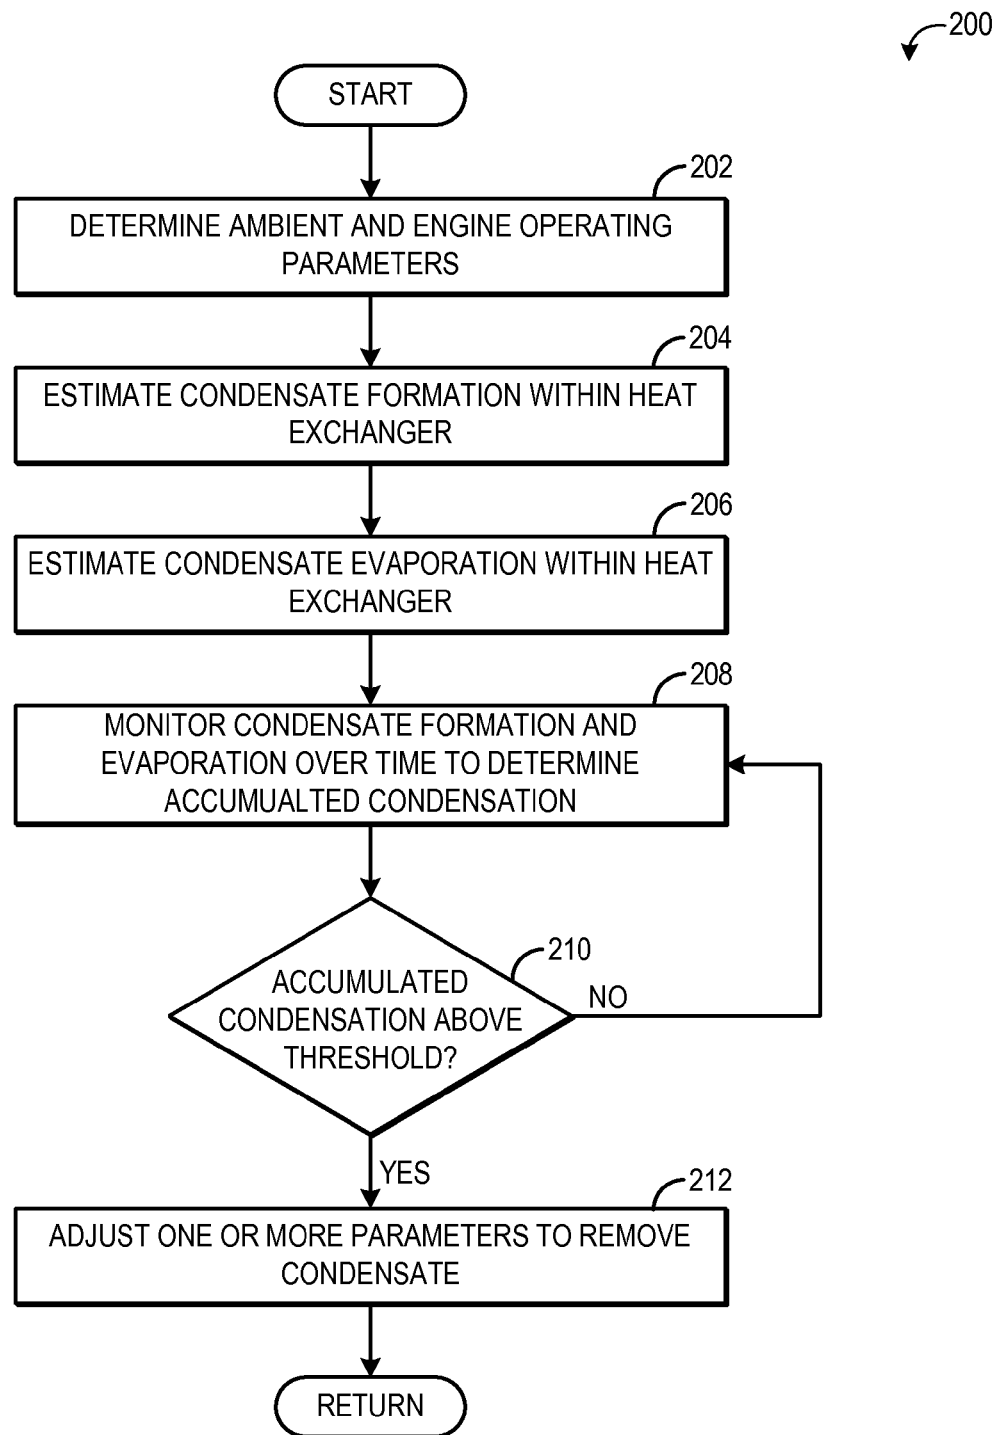 200
START
202
DETERMINE AMBIENT AND ENGINE OPERATING
PARAMETERS
204
ESTIMATE CONDENSATE FORMATION WITHIN HEAT
EXCHANGER
206
ESTIMATE CONDENSATE EVAPORATION WITHIN HEAT
EXCHANGER
208
MONITOR CONDENSATE FORMATION AND
EVAPORATION OVER TIME TO DETERMINE
ACCUMUALTED CONDENSATION
210
ACCUMULATED
CONDENSATION ABOVE
THRESHOLD?
NO
YES
212
ADJUST ONE OR MORE PARAMETERS TO REMOVE
CONDENSATE
RETURN